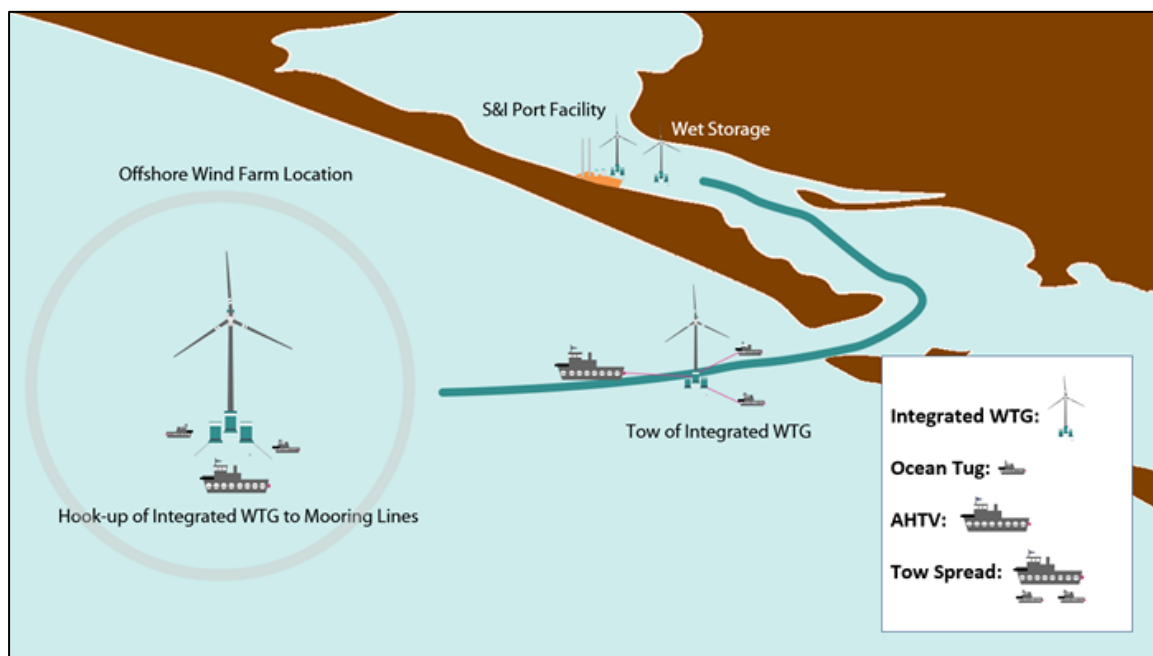 S&I Port Facility
Wet Storage
Offshore Wind Farm Location
Tow of Integrated WTG
Hook-up of Integrated WTG to Mooring Lines
Integrated WTG:
Ocean Tug:
AHTV:
Tow Spread: